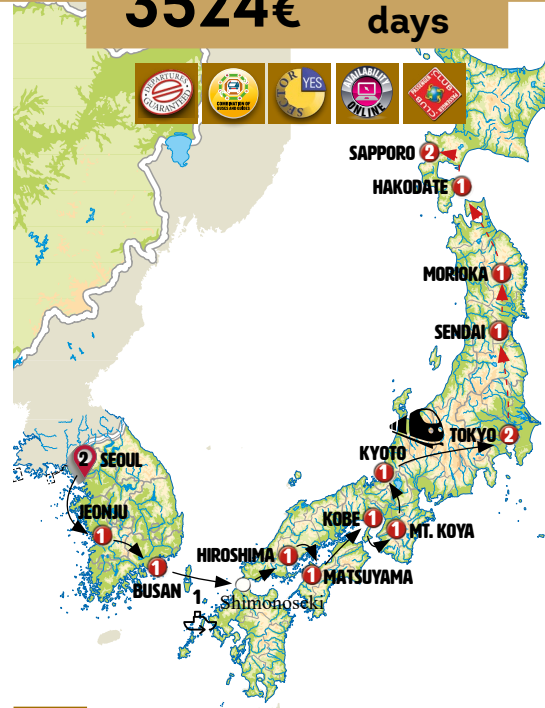 3524€
days
DEPARTURES
GUARANTEED
COMBINATION OF
BUSES AND GUIDES
SECTOR
YES
AVAILABILITY
ONLINE
PASSENGER CLUB
SAPPORO 2
HAKODATE 1
MORIOKA 1
SENDAI 1
TOKYO 2
KYOTO
1
2 SEOUL
JEONJU
1
KOBE 1
1 MT. KOYA
HIROSHIMA 1
1 MATSUYAMA
1
BUSAN 1
Shimonoseki